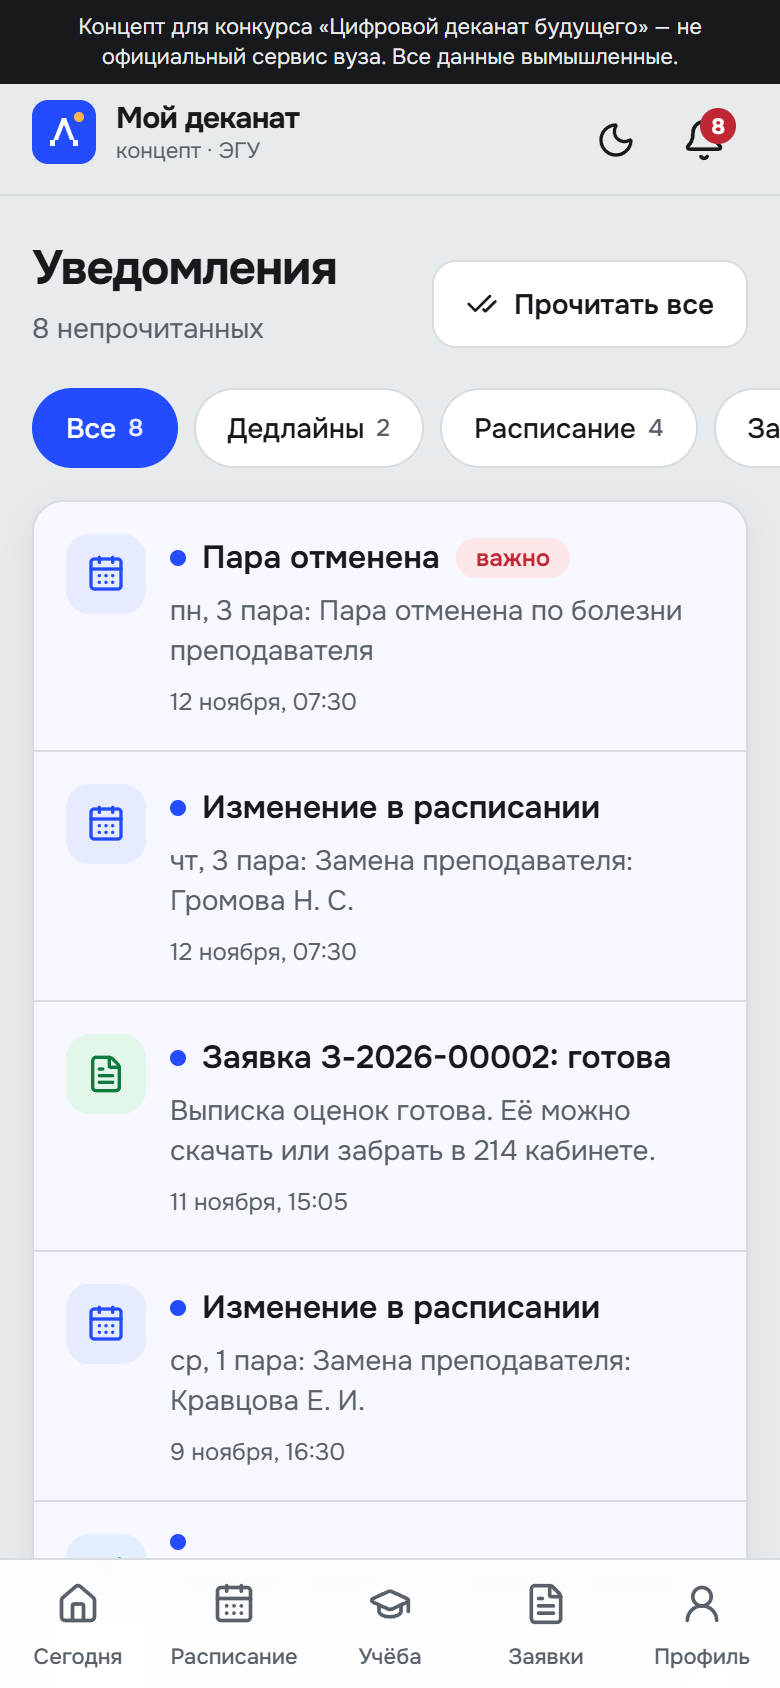 Концепт для конкурса «Цифровой деканат будущего» — не
официальный сервис вуза. Все данные вымышленные.
Мой деканат
концепт · ЭГУ
8
Уведомления
8 непрочитанных
Прочитать все
Все 8
Дедлайны 2
Расписание 4
За
Пара отменена важно
пн, 3 пара: Пара отменена по болезни
преподавателя
12 ноября, 07:30
Изменение в расписании
чт, 3 пара: Замена преподавателя:
Громова Н. С.
12 ноября, 07:30
Заявка З-2026-00002: готова
Выписка оценок готова. Её можно
скачать или забрать в 214 кабинете.
11 ноября, 15:05
Изменение в расписании
ср, 1 пара: Замена преподавателя:
Кравцова Е. И.
9 ноября, 16:30
Сегодня
Расписание
Учёба
Заявки
Профиль